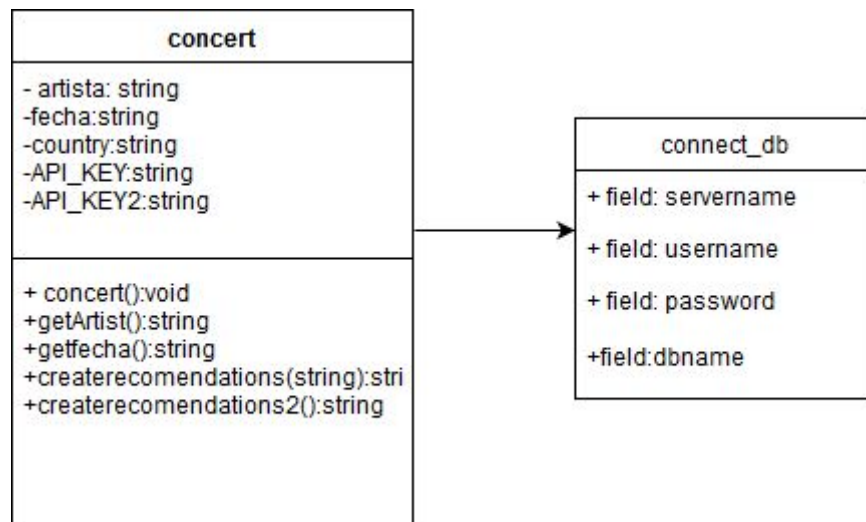 concert
- artista: string
-fecha:string
-country:string
-API_KEY:string
-API_KEY2:string
+ concert():void
+getArtist():string
+getfecha():string
+createrecomendations(string):stri
+createrecomendations2():string
connect_db
+ field: servername
+ field: username
+ field: password
+field:dbname